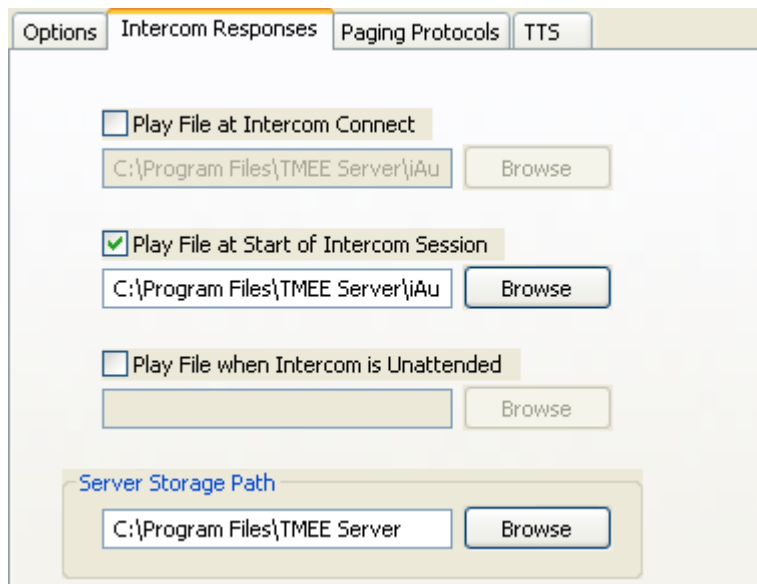 Options Intercom Responses Paging Protocols TTS
Play File at Intercom Connect
C:\Program Files\TMEE Server\iAu Browse
Play File at Start of Intercom Session
C:\Program Files\TMEE Server\iAu Browse
Play File when Intercom is Unattended
Browse
Server Storage Path
C:\Program Files\TMEE Server Browse